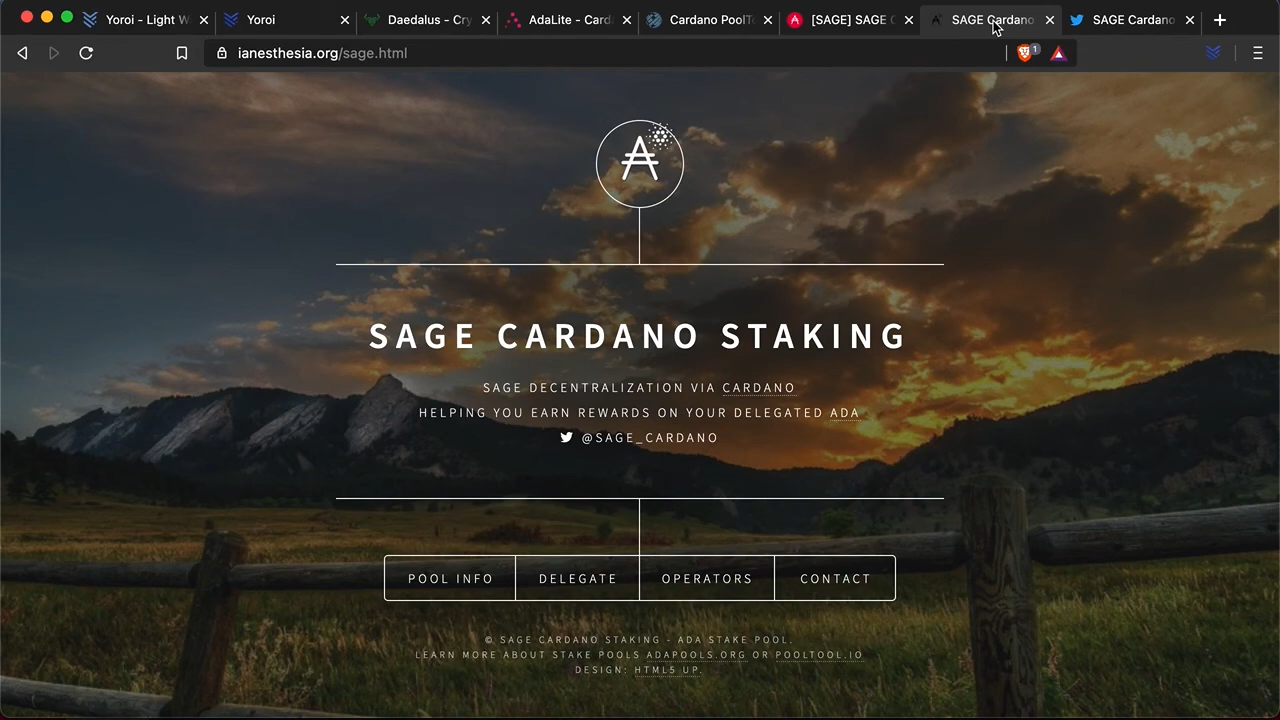 Yoroi - Light W
Yoroi
Daedalus - Cry
AdaLite - Card
Cardano PoolT
[SAGE] SAGE C
SAGE Cardano
SAGE Cardano
ianesthesia.org/sage.html
1
SAGE CARDANO STAKING
SAGE DECENTRALIZATION VIA CARDANO
HELPING YOU EARN REWARDS ON YOUR DELEGATED ADA
@SAGE_CARDANO
POOL INFO
DELEGATE
OPERATORS
CONTACT
© SAGE CARDANO STAKING - ADA STAKE POOL.
LEARN MORE ABOUT STAKE POOLS ADAPOOLS.ORG OR POOLTOOL.IO
DESIGN: HTML5 UP.